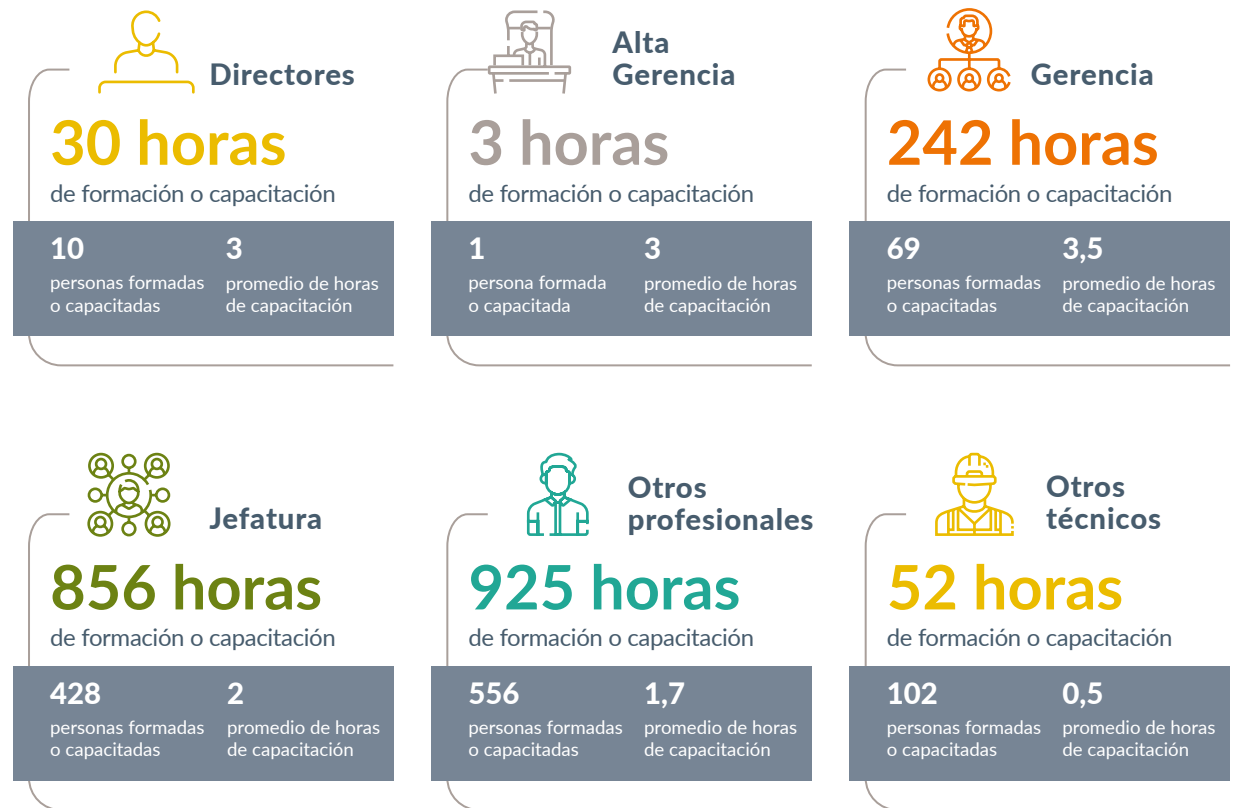 Directores
30 horas
de formación o capacitación
10
personas formadas
o capacitadas
3
promedio de horas
de capacitación
Alta
Gerencia
3 horas
de formación o capacitación
1
persona formada
o capacitada
3
promedio de horas
de capacitación
Gerencia
242 horas
de formación o capacitación
69
personas formadas
o capacitadas
3,5
promedio de horas
de capacitación
Jefatura
856 horas
de formación o capacitación
428
personas formadas
o capacitadas
2
promedio de horas
de capacitación
Otros
profesionales
925 horas
de formación o capacitación
556
personas formadas
o capacitadas
1,7
promedio de horas
de capacitación
Otros
técnicos
52 horas
de formación o capacitación
102
personas formadas
o capacitadas
0,5
promedio de horas
de capacitación